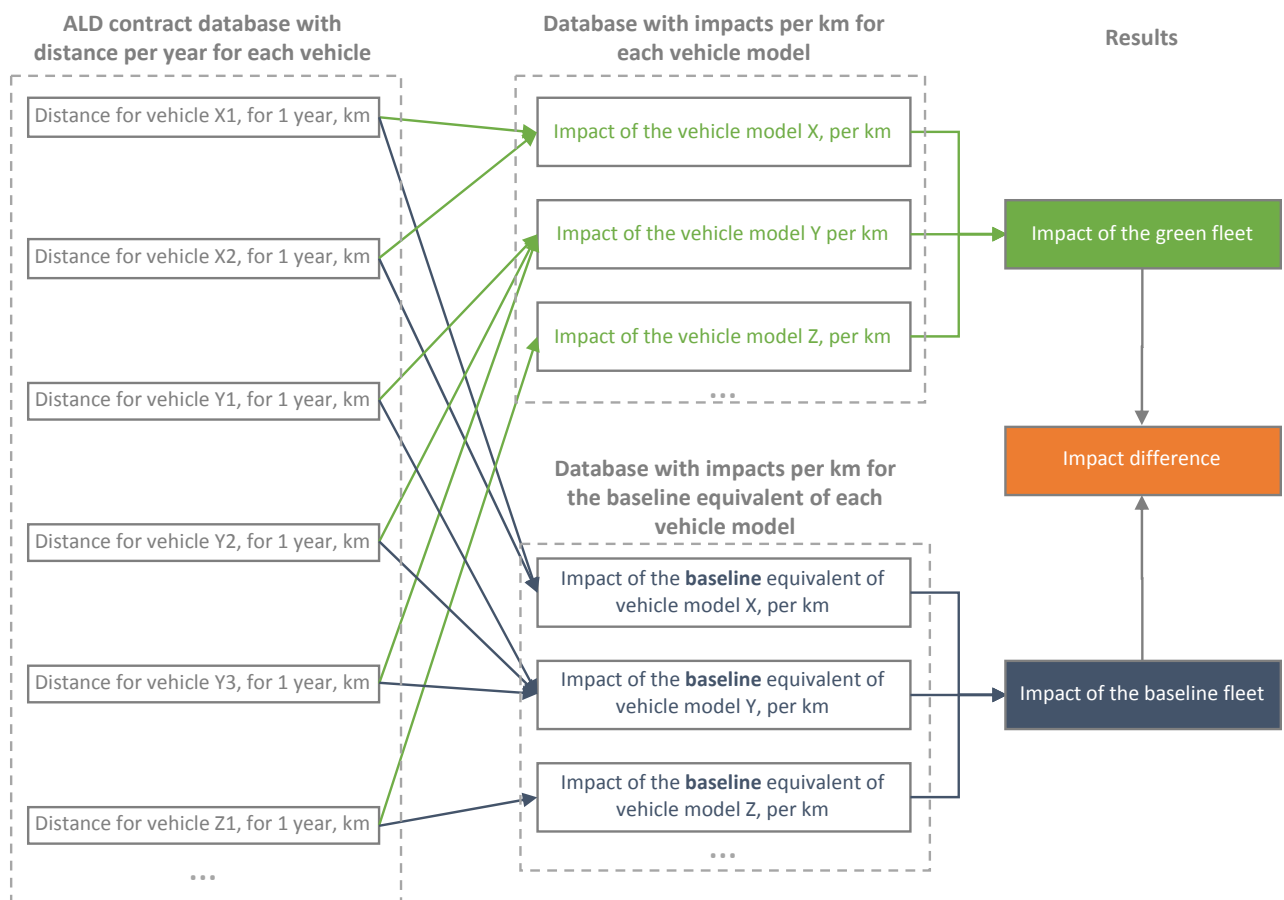 ALD contract database with
distance per year for each vehicle
Distance for vehicle X1, for 1 year, km
Distance for vehicle X2, for 1 year, km
Distance for vehicle Y1, for 1 year, km
Distance for vehicle Y2, for 1 year, km
Distance for vehicle Y3, for 1 year, km
Distance for vehicle Z1, for 1 year, km
...
Database with impacts per km for
each vehicle model
Impact of the vehicle model X, per km
Impact of the vehicle model Y per km
Impact of the vehicle model Z, per km
...
Database with impacts per km for
the baseline equivalent of each
vehicle model
Impact of the baseline equivalent of
vehicle model X, per km
Impact of the baseline equivalent of
vehicle model Y, per km
Impact of the baseline equivalent of
vehicle model Z, per km
...
Results
Impact of the green fleet
Impact difference
Impact of the baseline fleet